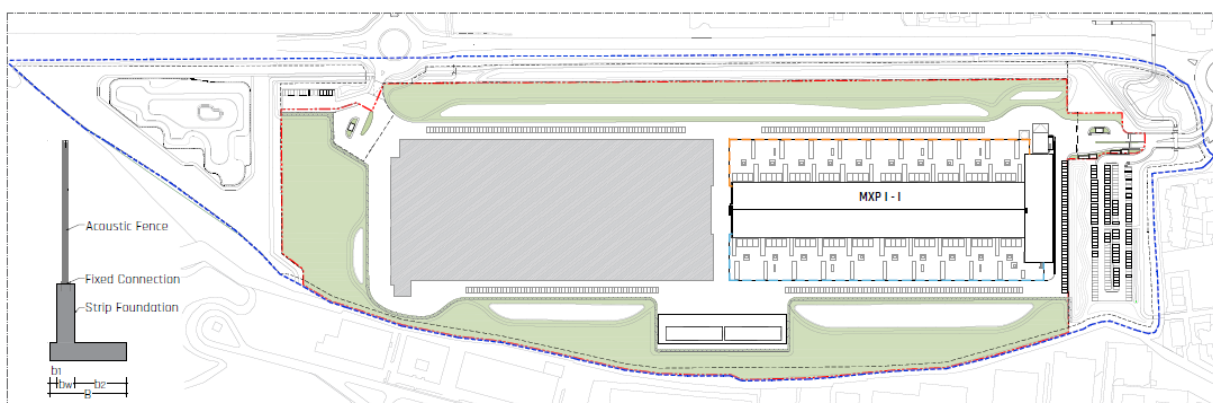 MXP I - I
Acoustic Fence
Fixed Connection
Strip Foundation
b1
bw b2
B